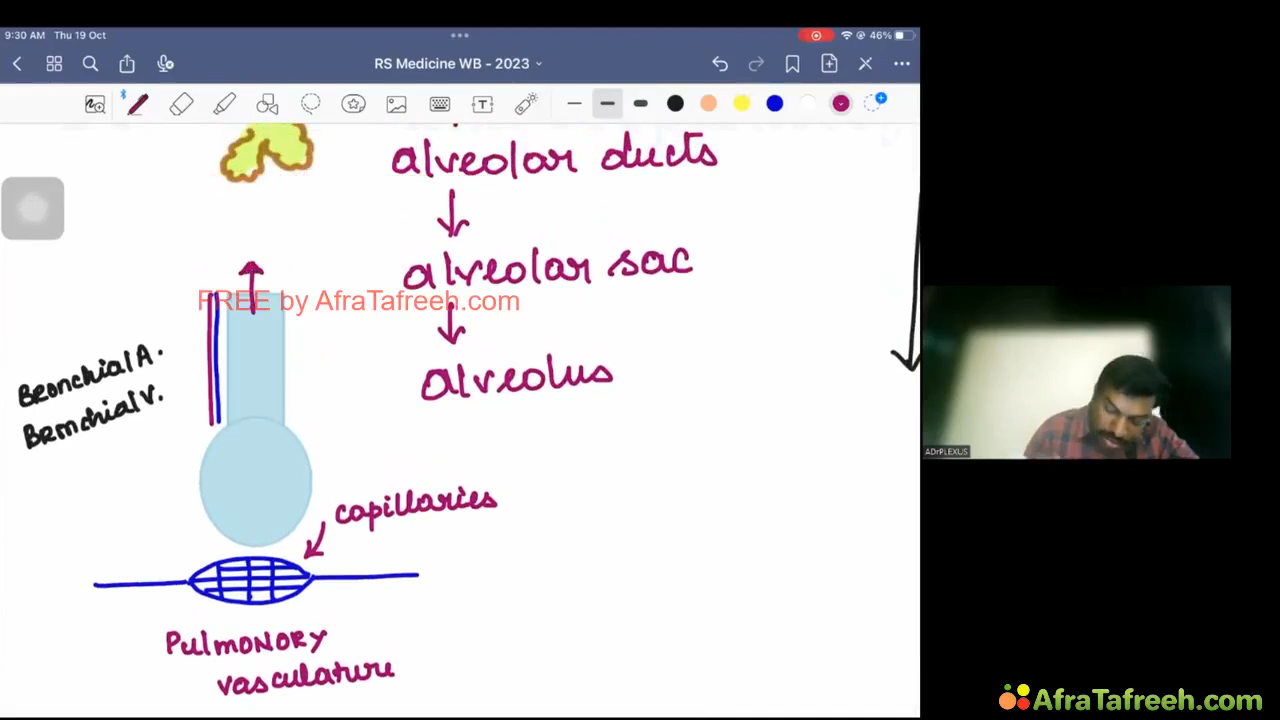 9:30 AM Thu 19 Oct
46%
RS Medicine WB - 2023
T
alveolar ducts
alveolar sac
FREE by AfraTafreeh.com
alveolus
Bronchial A.
Bronchial V.
capillaries
PulMONORY
vasculature
ADrPLEXUS
AfraTafreeh.com